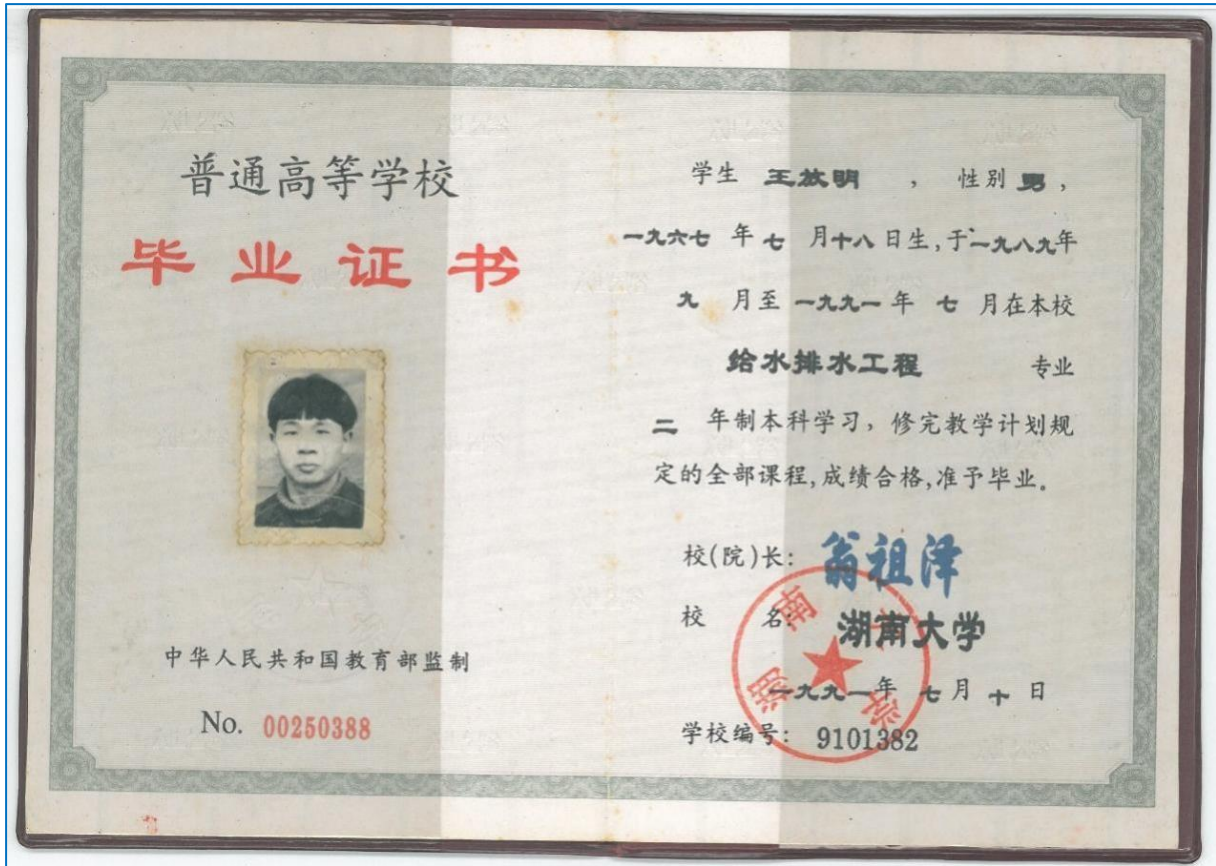 普通高等学校
毕业证书
中华人民共和国教育部监制
No. 00250388
学生 王放明 , 性别 男 ,
一九六七 年 七 月十八日生,于一九八九年
九 月至 一九九一 年 七 月在本校
给水排水工程 专业
二 年制本科学习, 修完教学计划规
定的全部课程,成绩合格,准予毕业。
校(院)长: 翁祖泽
校 名: 湖南大学
一九九一年 七 月 十 日
学校编号: 9101382
湖南大学